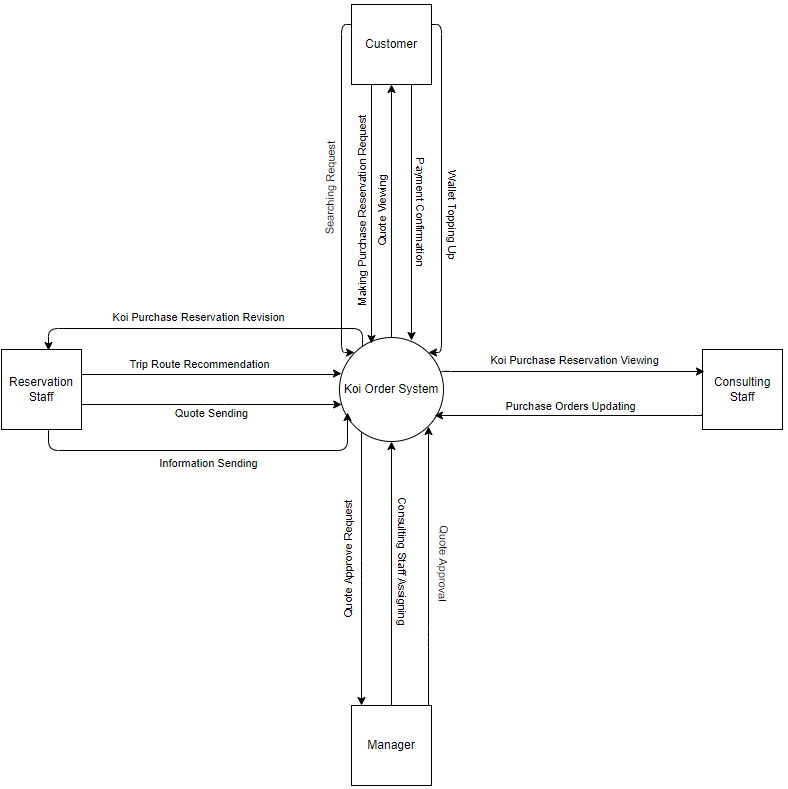 Customer
Searching Request
Making Purchase Reservation Request
Quote Viewing
Payment Confirmation
Wallet Topping Up
Koi Purchase Reservation Revision
Trip Route Recommendation
Koi Purchase Reservation Viewing
Reservation
Staff
Koi Order System
Consulting
Staff
Quote Sending
Purchase Orders Updating
Information Sending
Quote Approve Request
Consulting Staff Assigning
Quote Approval
Manager